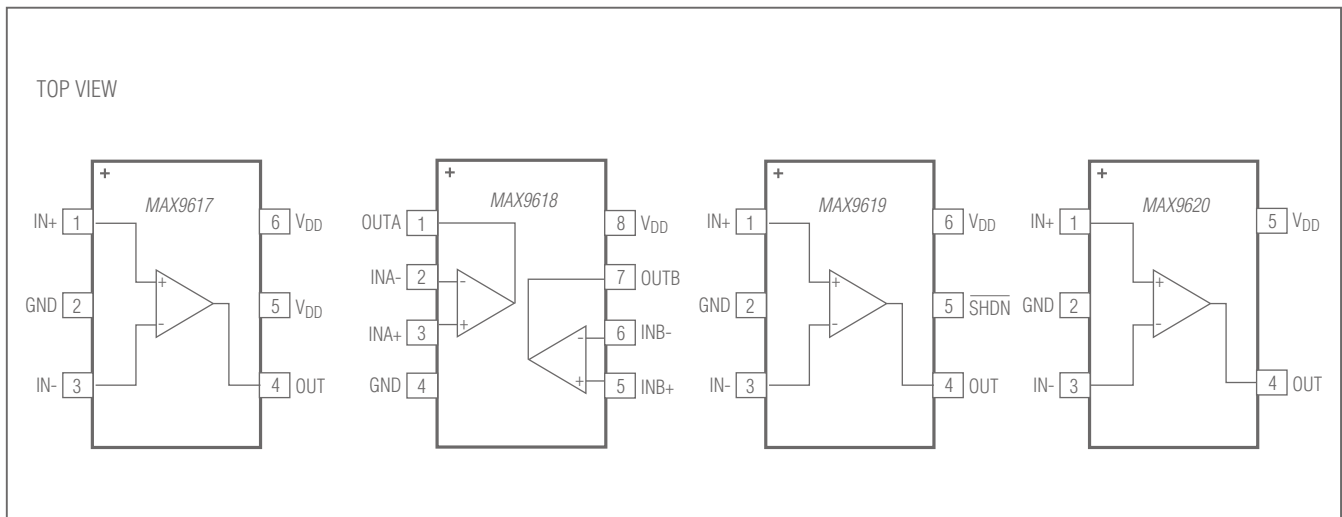 TOP VIEW
+
MAX9617
IN+ 1
6 VDD
+
GND 2
5 VDD
-
IN- 3
4 OUT
+
MAX9618
OUTA 1
8 VDD
INA- 2
-
7 OUTB
INA+ 3
+
-
6 INB-
GND 4
+
5 INB+
+
MAX9619
IN+ 1
6 VDD
+
GND 2
5 SHDN
-
IN- 3
4 OUT
+
MAX9620
IN+ 1
5 VDD
+
GND 2
-
IN- 3
4 OUT